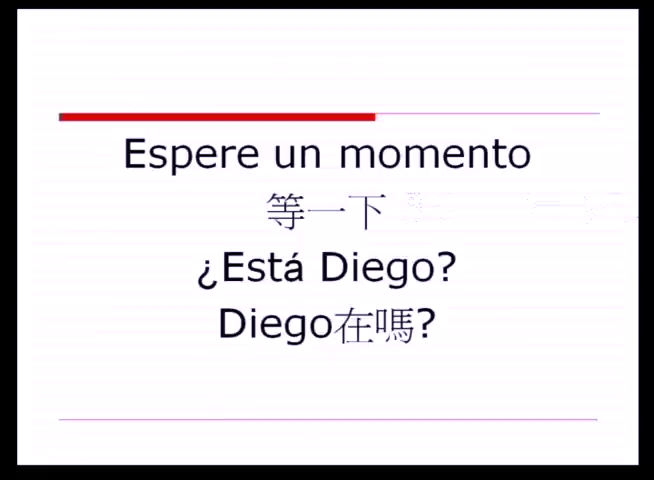 Espere un momento
等一下
¿Está Diego?
Diego在嗎?